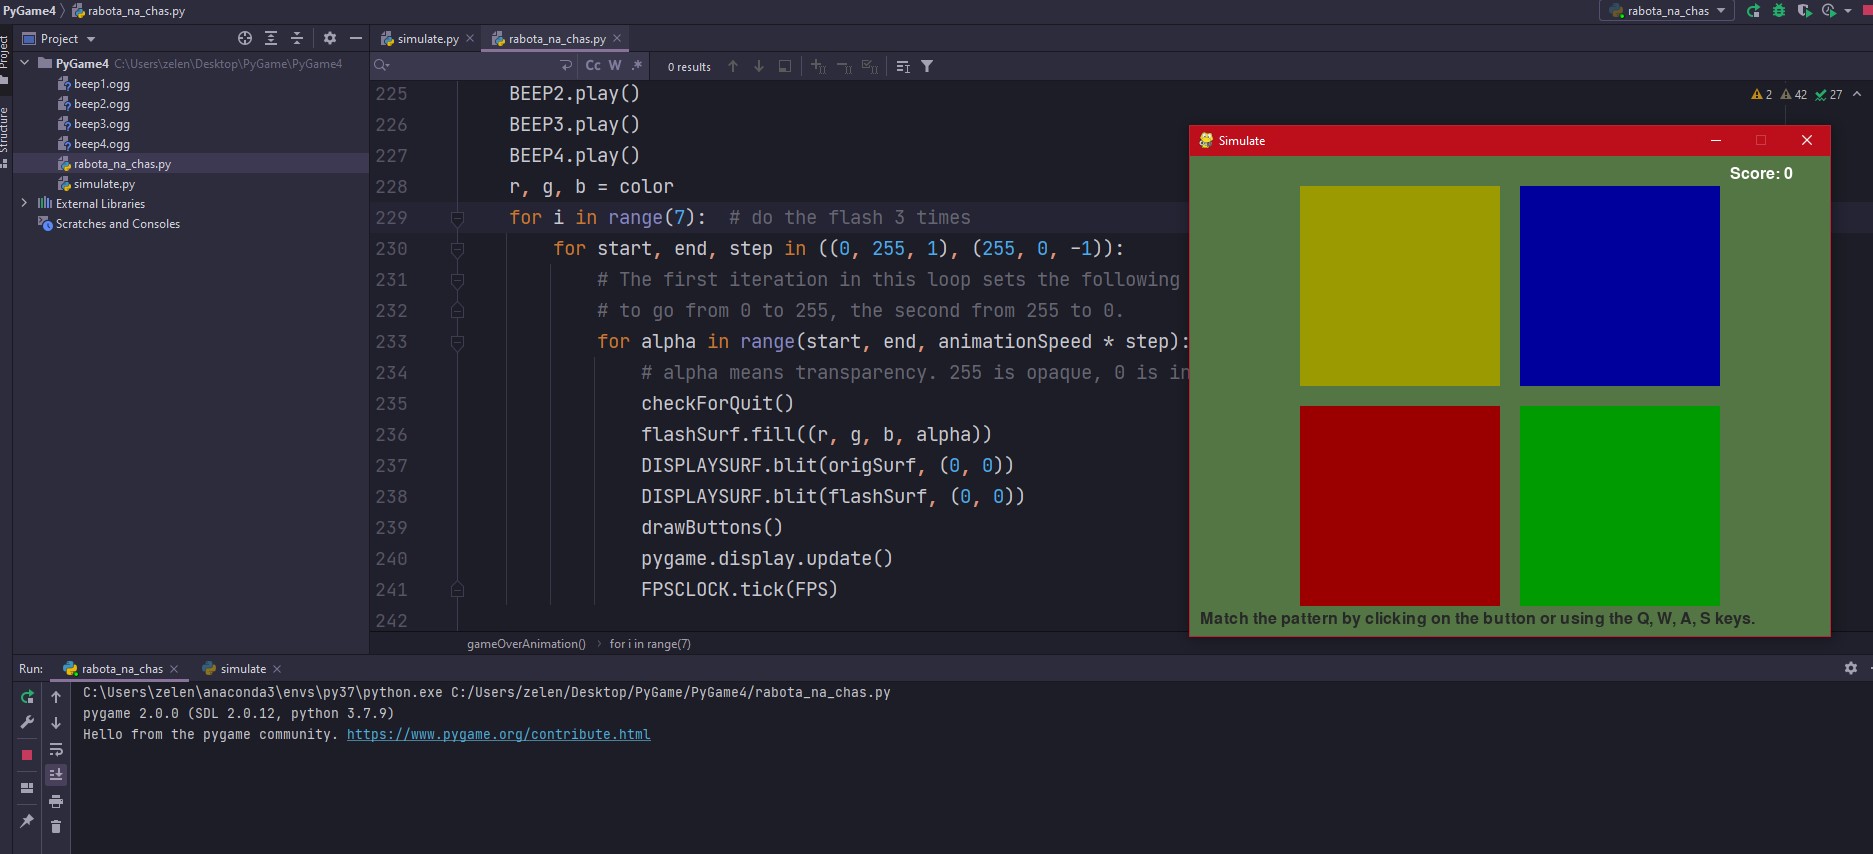 PyGame4 rabota_na_chas.py rabota_na_chas
Project
Structure
Project
simulate.py rabota_na_chas.py
PyGame4 C:\Users\zelen\Desktop\PyGame\PyGame4
beep1.ogg
beep2.ogg
beep3.ogg
beep4.ogg
rabota_na_chas.py
simulate.py
External Libraries
Scratches and Consoles
Cc W .* 0 results
2 42 27
225 BEEP2.play()
226 BEEP3.play()
227 BEEP4.play()
228 r, g, b = color
229 for i in range(7): # do the flash 3 times
230 for start, end, step in ((0, 255, 1), (255, 0, -1)):
231 # The first iteration in this loop sets the following
232 # to go from 0 to 255, the second from 255 to 0.
233 for alpha in range(start, end, animationSpeed * step):
234 # alpha means transparency. 255 is opaque, 0 is in
235 checkForQuit()
236 flashSurf.fill((r, g, b, alpha))
237 DISPLAYSURF.blit(origSurf, (0, 0))
238 DISPLAYSURF.blit(flashSurf, (0, 0))
239 drawButtons()
240 pygame.display.update()
241 FPSCLOCK.tick(FPS)
242
gameOverAnimation() for i in range(7)
Simulate
Score: 0
Match the pattern by clicking on the button or using the Q, W, A, S keys.
Run: rabota_na_chas simulate
C:\Users\zelen\anaconda3\envs\py37\python.exe C:/Users/zelen/Desktop/PyGame/PyGame4/rabota_na_chas.py
pygame 2.0.0 (SDL 2.0.12, python 3.7.9)
Hello from the pygame community. https://www.pygame.org/contribute.html